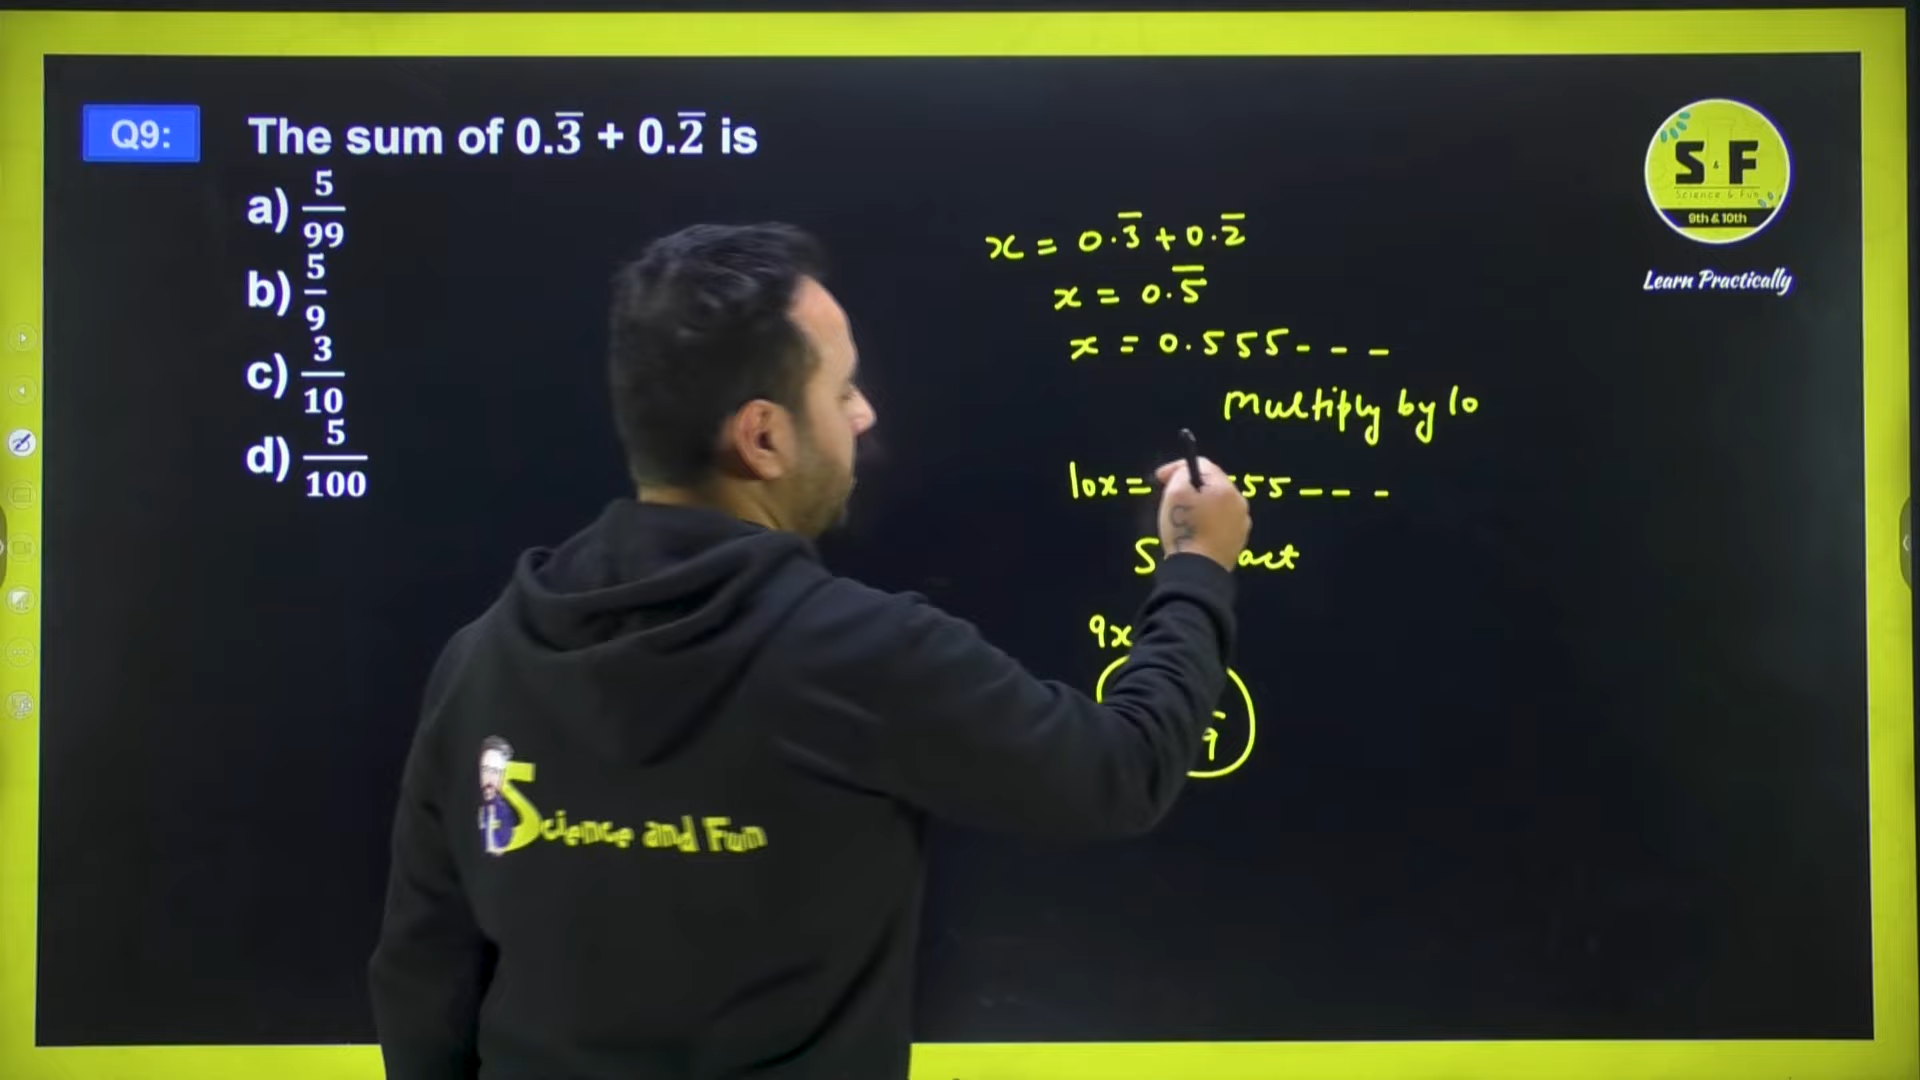 Q9: The sum of 0.3̅ + 0.2̅ is
a) 5/99
b) 5/9
c) 3/10
d) 5/100
x = 0.3̅ + 0.2̅
x = 0.5̅
x = 0.555- - -
Multiply by 10
10x = 55- - -
9x
9
S & F
Science & Fun
9th & 10th
Learn Practically
Science and Fun